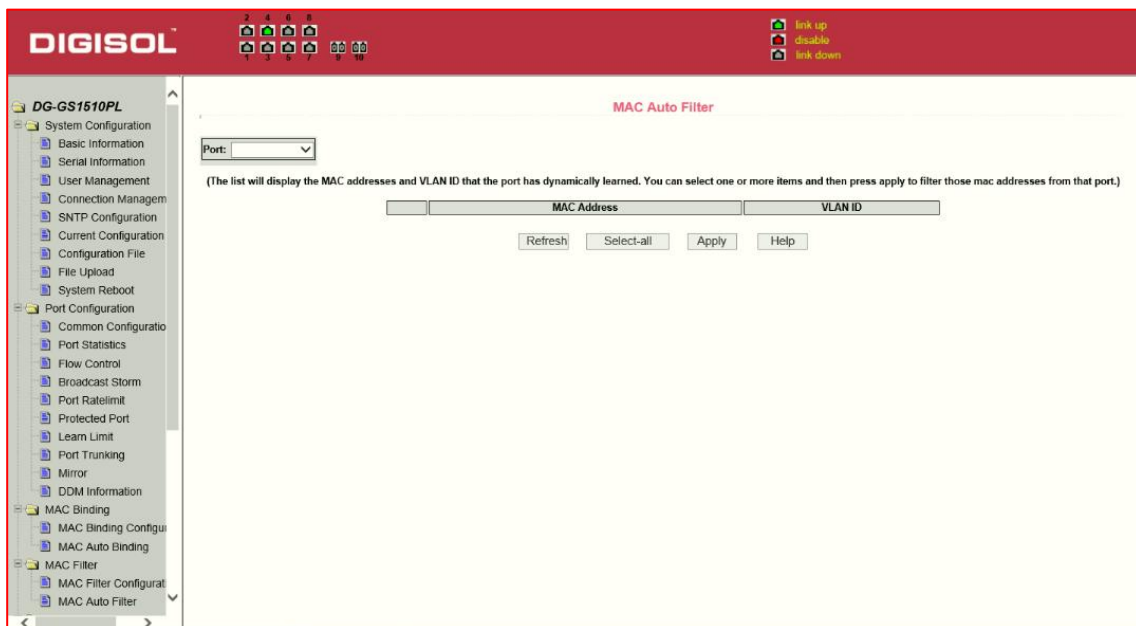 DIGISOL™
2 4 6 8
1 3 5 7 9 10
link up
disable
link down
DG-GS1510PL
System Configuration
Basic Information
Serial Information
User Management
Connection Managem
SNTP Configuration
Current Configuration
Configuration File
File Upload
System Reboot
Port Configuration
Common Configuratio
Port Statistics
Flow Control
Broadcast Storm
Port Ratelimit
Protected Port
Learn Limit
Port Trunking
Mirror
DDM Information
MAC Binding
MAC Binding Configur
MAC Auto Binding
MAC Filter
MAC Filter Configurat
MAC Auto Filter
MAC Auto Filter
Port:
(The list will display the MAC addresses and VLAN ID that the port has dynamically learned. You can select one or more items and then press apply to filter those mac addresses from that port.)
MAC Address VLAN ID
Refresh Select-all Apply Help